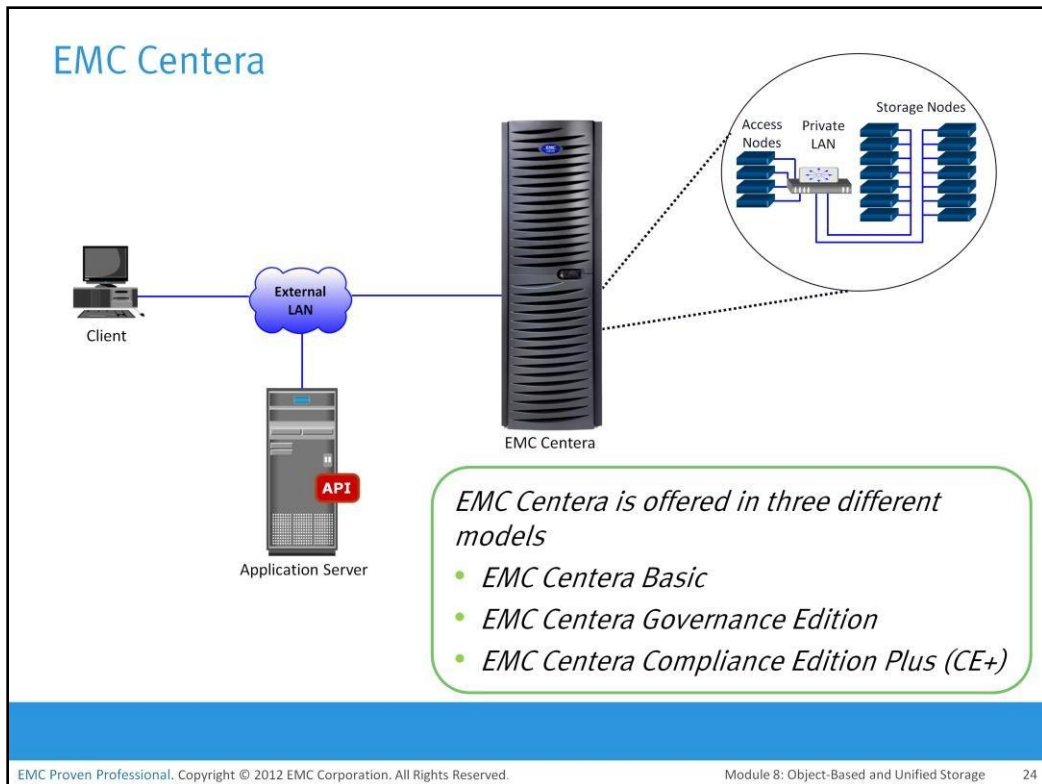 EMC Centera
Access
Nodes
Private
LAN
Storage Nodes
EMC
External
LAN
Client
EMC Centera
API
Application Server
EMC Centera is offered in three different
models
• EMC Centera Basic
• EMC Centera Governance Edition
• EMC Centera Compliance Edition Plus (CE+)
EMC Proven Professional. Copyright © 2012 EMC Corporation. All Rights Reserved.
Module 8: Object-Based and Unified Storage 24